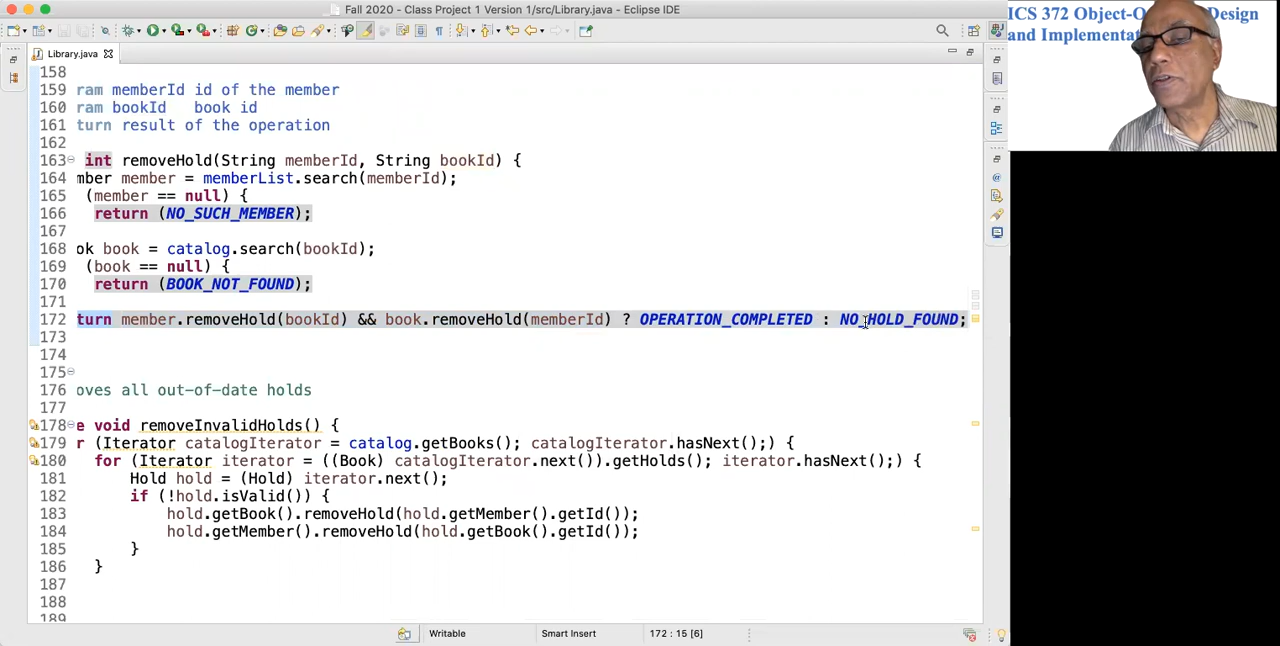 Fall 2020 - Class Project 1 Version 1/src/Library.java - Eclipse IDE
ICS 372 Object-O Design
and Implementat
Library.java
158
159 ram memberId id of the member
160 ram bookId   book id
161 turn result of the operation
162
163 int removeHold(String memberId, String bookId) {
164 mber member = memberList.search(memberId);
165 (member == null) {
166 return (NO_SUCH_MEMBER);
167
168 ok book = catalog.search(bookId);
169 (book == null) {
170 return (BOOK_NOT_FOUND);
171
172 turn member.removeHold(bookId) && book.removeHold(memberId) ? OPERATION_COMPLETED : NO_HOLD_FOUND;
173
174
175
176 oves all out-of-date holds
177
178 e void removeInvalidHolds() {
179 r (Iterator catalogIterator = catalog.getBooks(); catalogIterator.hasNext();) {
180 for (Iterator iterator = ((Book) catalogIterator.next()).getHolds(); iterator.hasNext();) {
181 Hold hold = (Hold) iterator.next();
182 if (!hold.isValid()) {
183 hold.getBook().removeHold(hold.getMember().getId());
184 hold.getMember().removeHold(hold.getBook().getId());
185 }
186 }
187
188
189
Writable Smart Insert 172 : 15 [6]